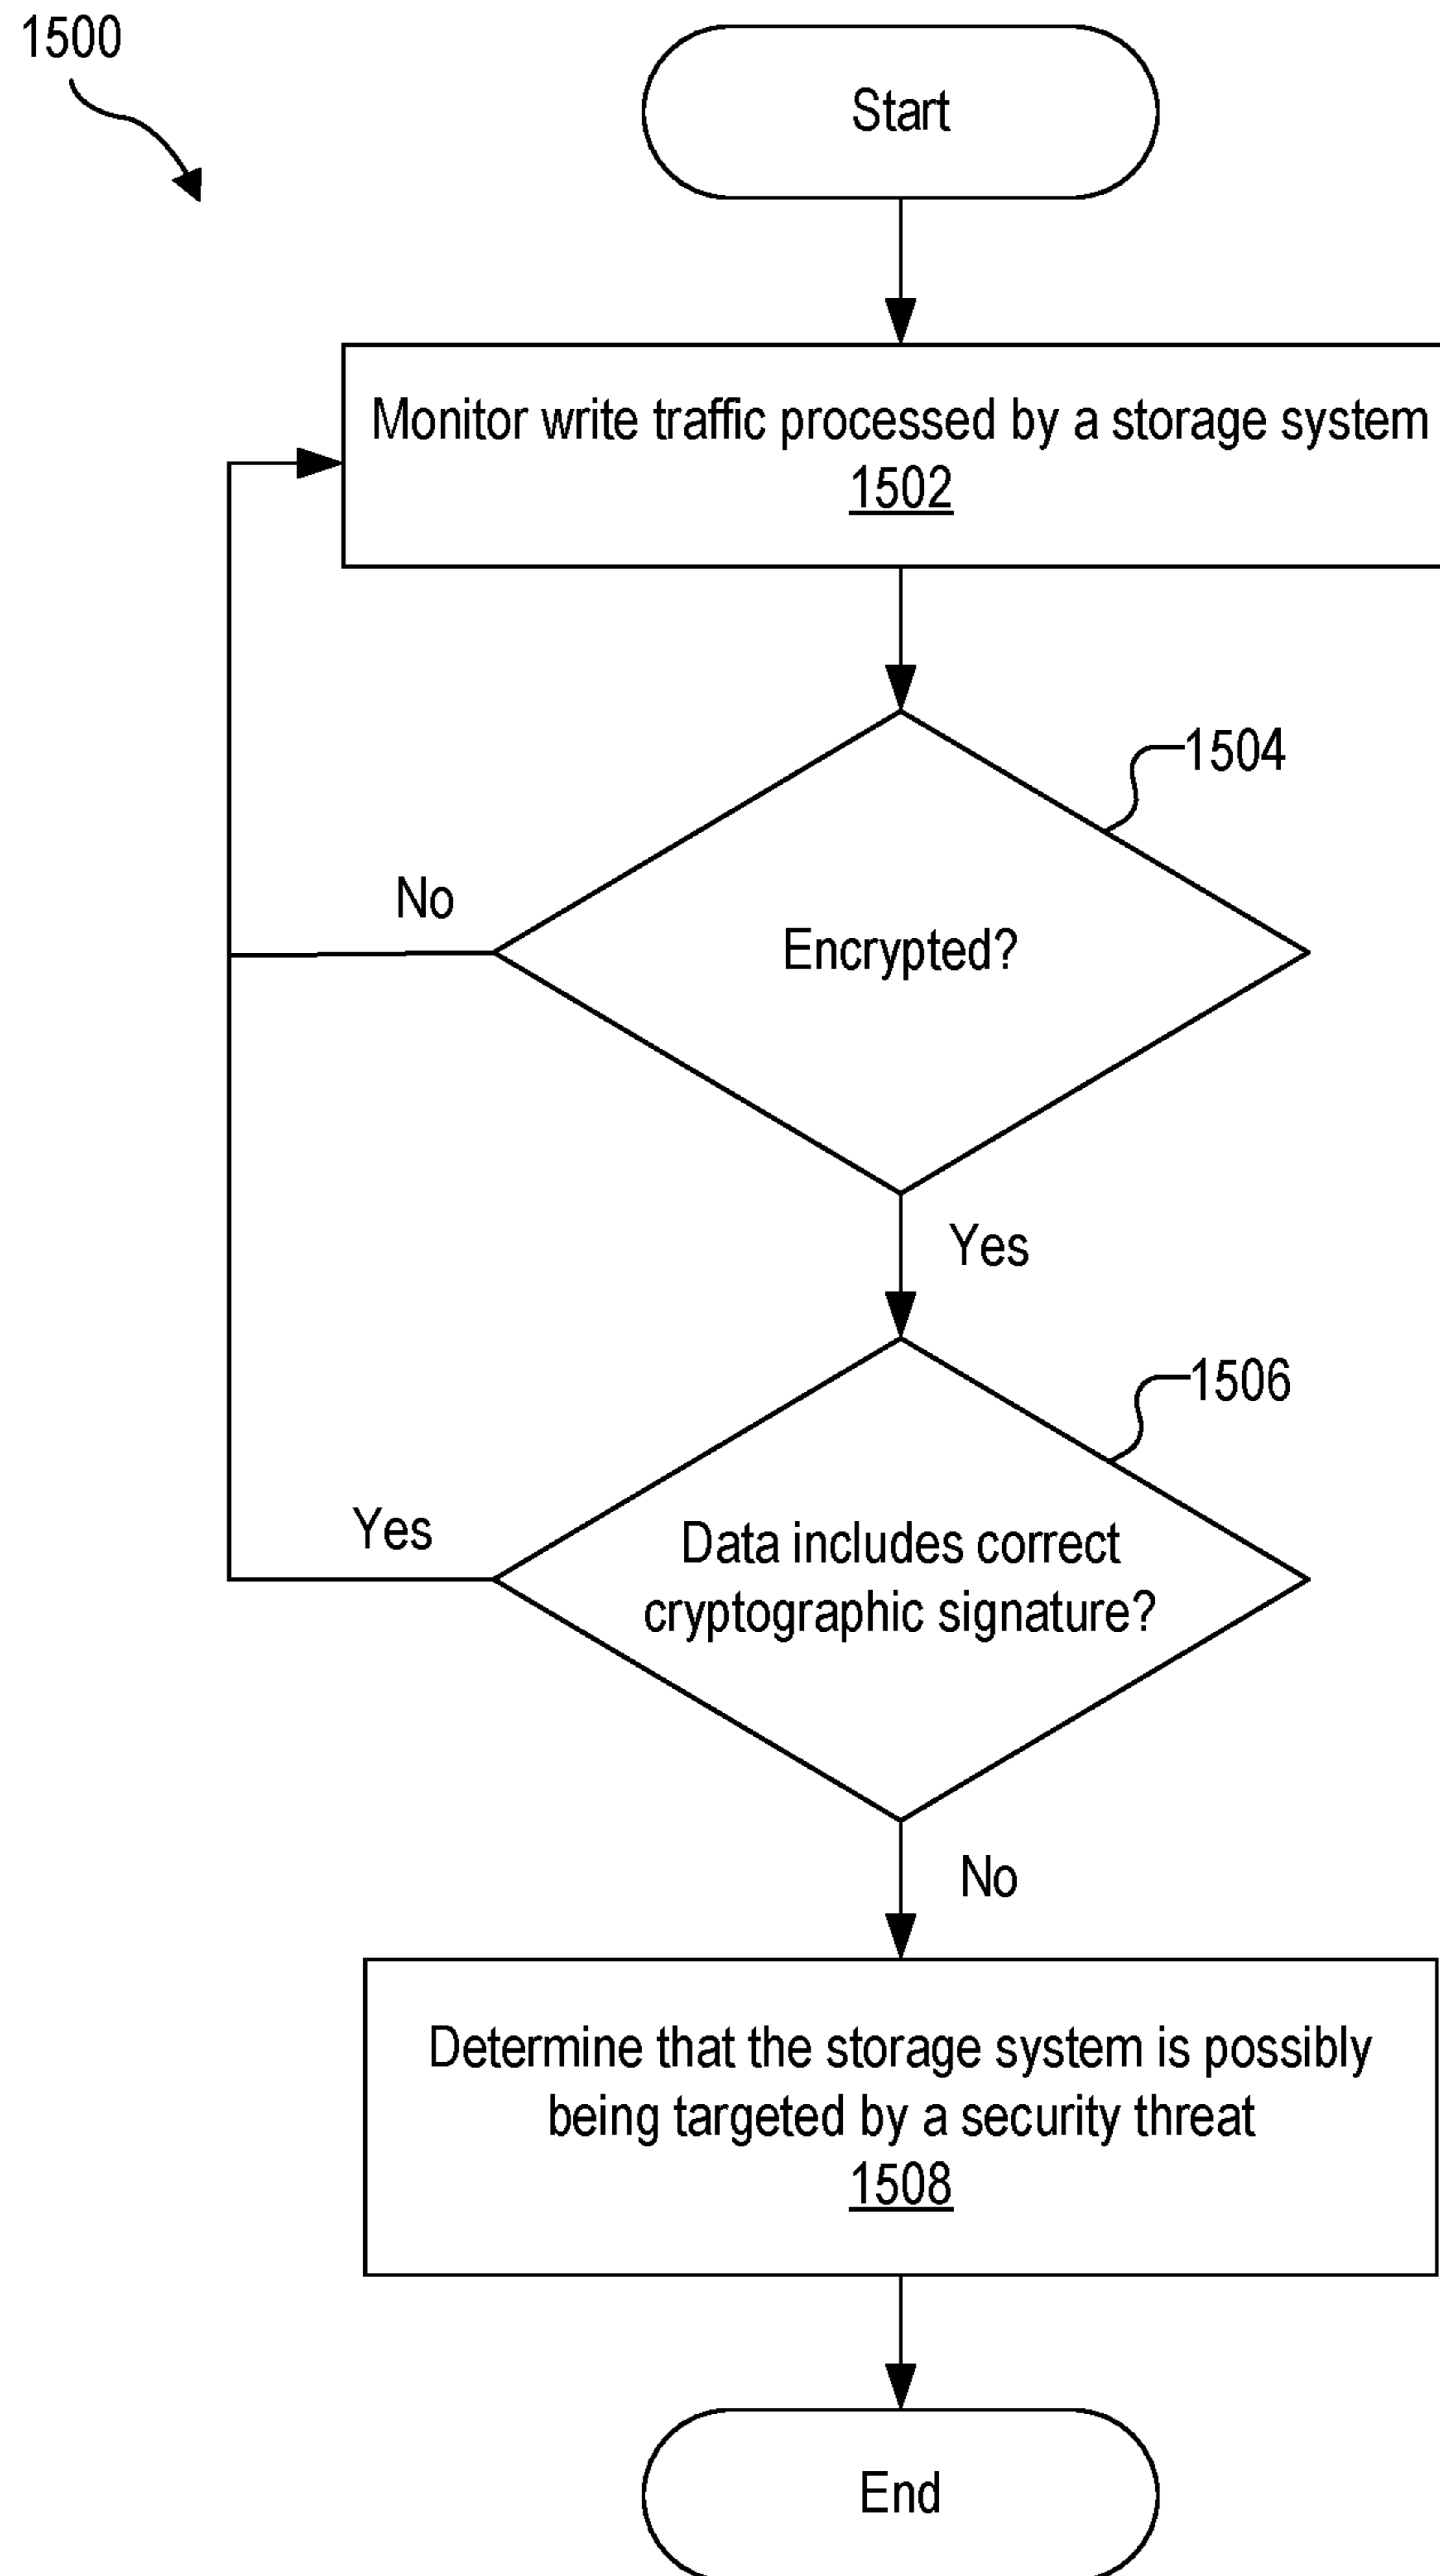 1500
Start
Monitor write traffic processed by a storage system
1502
1504
No
Encrypted?
Yes
1506
Yes
Data includes correct
cryptographic signature?
No
Determine that the storage system is possibly
being targeted by a security threat
1508
End